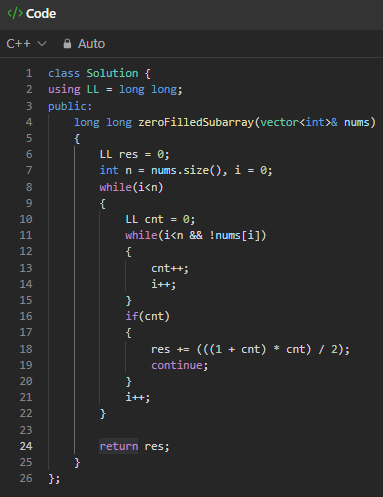 </> Code
C++ Auto
1 class Solution {
2 using LL = long long;
3 public:
4     long long zeroFilledSubarray(vector<int>& nums)
5     {
6         LL res = 0;
7         int n = nums.size(), i = 0;
8         while(i<n)
9         {
10             LL cnt = 0;
11             while(i<n && !nums[i])
12             {
13                 cnt++;
14                 i++;
15             }
16             if(cnt)
17             {
18                 res += (((1 + cnt) * cnt) / 2);
19                 continue;
20             }
21             i++;
22         }
23
24         return res;
25     }
26 };